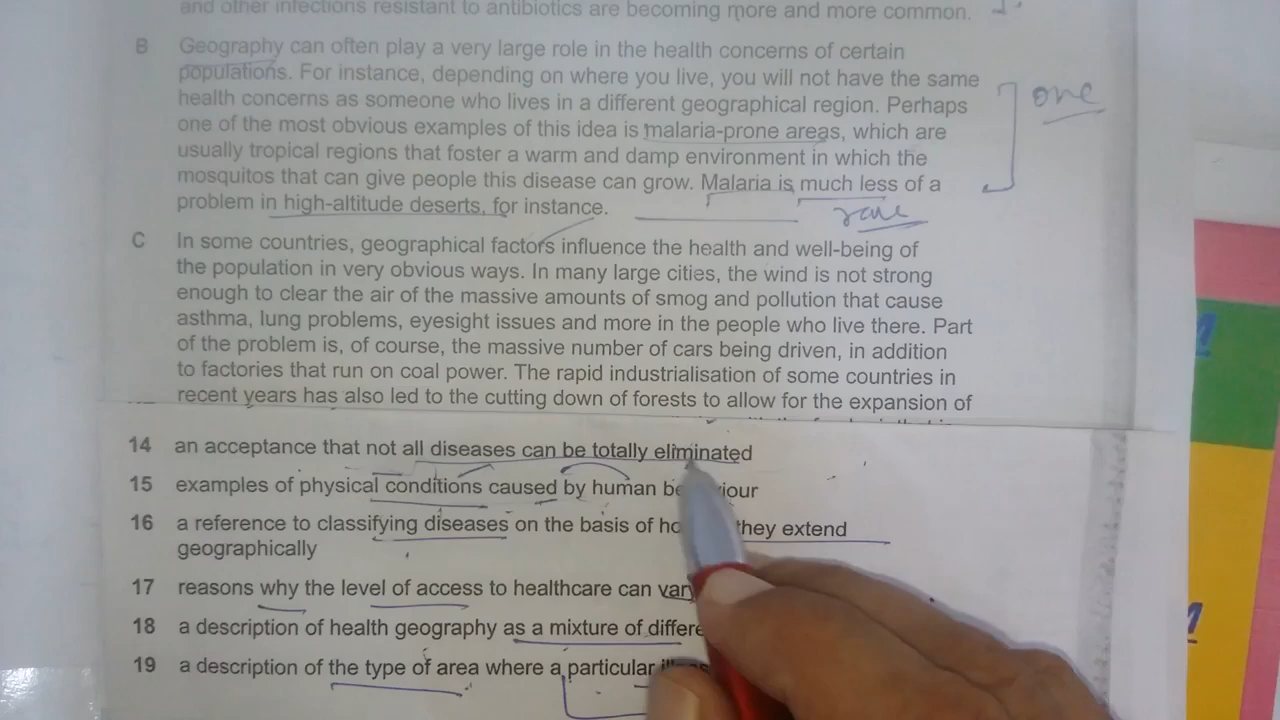 and other infections resistant to antibiotics are becoming more and more common.
B Geography can often play a very large role in the health concerns of certain
populations. For instance, depending on where you live, you will not have the same
health concerns as someone who lives in a different geographical region. Perhaps
one of the most obvious examples of this idea is malaria-prone areas, which are
usually tropical regions that foster a warm and damp environment in which the
mosquitos that can give people this disease can grow. Malaria is much less of a
problem in high-altitude deserts, for instance.
one
rare
C In some countries, geographical factors influence the health and well-being of
the population in very obvious ways. In many large cities, the wind is not strong
enough to clear the air of the massive amounts of smog and pollution that cause
asthma, lung problems, eyesight issues and more in the people who live there. Part
of the problem is, of course, the massive number of cars being driven, in addition
to factories that run on coal power. The rapid industrialisation of some countries in
recent years has also led to the cutting down of forests to allow for the expansion of
14 an acceptance that not all diseases can be totally eliminated
15 examples of physical conditions caused by human be iour
16 a reference to classifying diseases on the basis of ho they extend
geographically
17 reasons why the level of access to healthcare can vary
18 a description of health geography as a mixture of differe
19 a description of the type of area where a particular